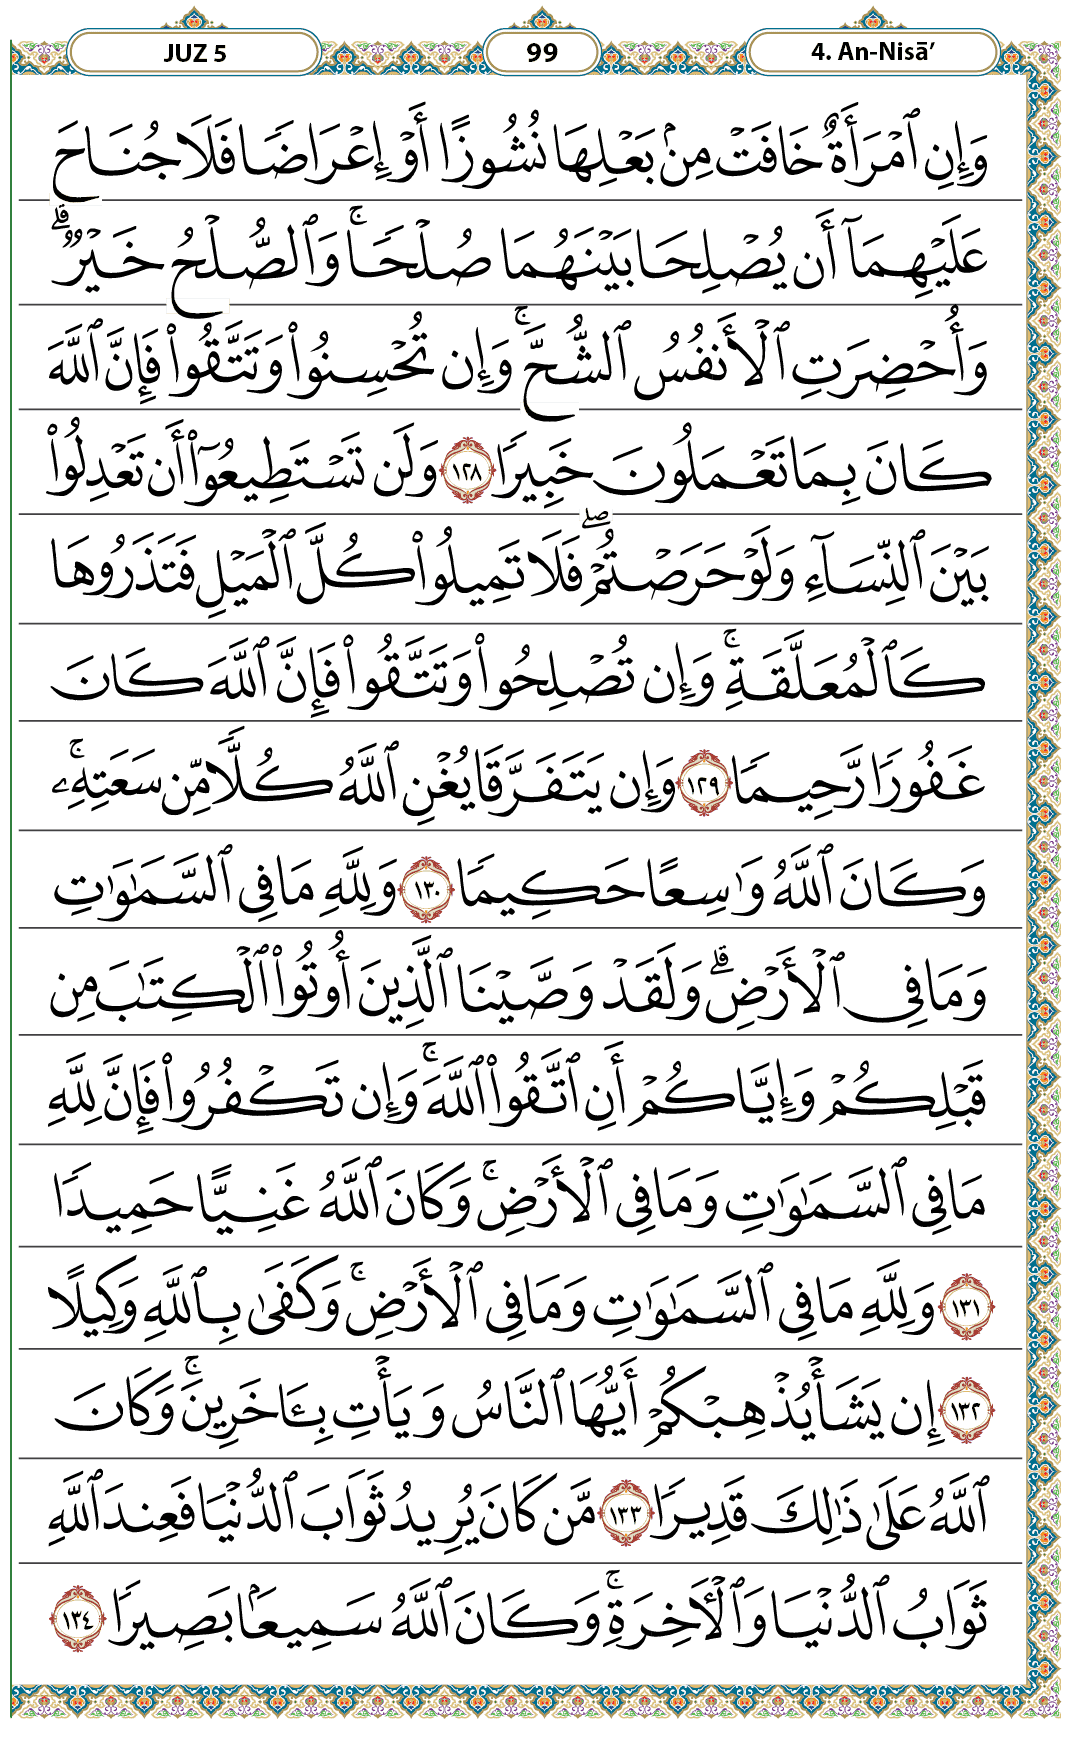 JUZ 5
99
4. An-Nisā’
وَإِنِ ٱمْرَأَةٌ خَافَتْ مِنۢ بَعْلِهَا نُشُوزًا أَوْ إِعْرَاضًا فَلَا جُنَاحَ
عَلَيْهِمَآ أَن يُصْلِحَا بَيْنَهُمَا صُلْحًا ۚ وَٱلصُّلْحُ خَيْرٌ ۗ
وَأُحْضِرَتِ ٱلْأَنفُسُ ٱلشُّحَّ ۚ وَإِن تُحْسِنُوا۟ وَتَتَّقُوا۟ فَإِنَّ ٱللَّهَ
كَانَ بِمَا تَعْمَلُونَ خَبِيرًا ١٢٨ وَلَن تَسْتَطِيعُوٓا۟ أَن تَعْدِلُوا۟
بَيْنَ ٱلنِّسَآءِ وَلَوْ حَرَصْتُمْ ۖ فَلَا تَمِيلُوا۟ كُلَّ ٱلْمَيْلِ فَتَذَرُوهَا
كَٱلْمُعَلَّقَةِ ۚ وَإِن تُصْلِحُوا۟ وَتَتَّقُوا۟ فَإِنَّ ٱللَّهَ كَانَ
غَفُورًا رَّحِيمًا ١٢٩ وَإِن يَتَفَرَّقَا يُغْنِ ٱللَّهُ كُلًّا مِّن سَعَتِهِۦ ۚ
وَكَانَ ٱللَّهُ وَٰسِعًا حَكِيمًا ١٣٠ وَلِلَّهِ مَا فِى ٱلسَّمَٰوَٰتِ
وَمَا فِى ٱلْأَرْضِ ۗ وَلَقَدْ وَصَّيْنَا ٱلَّذِينَ أُوتُوا۟ ٱلْكِتَٰبَ مِن
قَبْلِكُمْ وَإِيَّاكُمْ أَنِ ٱتَّقُوا۟ ٱللَّهَ ۚ وَإِن تَكْفُرُوا۟ فَإِنَّ لِلَّهِ
مَا فِى ٱلسَّمَٰوَٰتِ وَمَا فِى ٱلْأَرْضِ ۚ وَكَانَ ٱللَّهُ غَنِيًّا حَمِيدًا
١٣١ وَلِلَّهِ مَا فِى ٱلسَّمَٰوَٰتِ وَمَا فِى ٱلْأَرْضِ ۚ وَكَفَىٰ بِٱللَّهِ وَكِيلًا
١٣٢ إِن يَشَأْ يُذْهِبْكُمْ أَيُّهَا ٱلنَّاسُ وَيَأْتِ بِـَٔاخَرِينَ ۚ وَكَانَ
ٱللَّهُ عَلَىٰ ذَٰلِكَ قَدِيرًا ١٣٣ مَّن كَانَ يُرِيدُ ثَوَابَ ٱلدُّنْيَا فَعِندَ ٱللَّهِ
ثَوَابُ ٱلدُّنْيَا وَٱلْـَٔاخِرَةِ ۚ وَكَانَ ٱللَّهُ سَمِيعًۢا بَصِيرًا ١٣٤